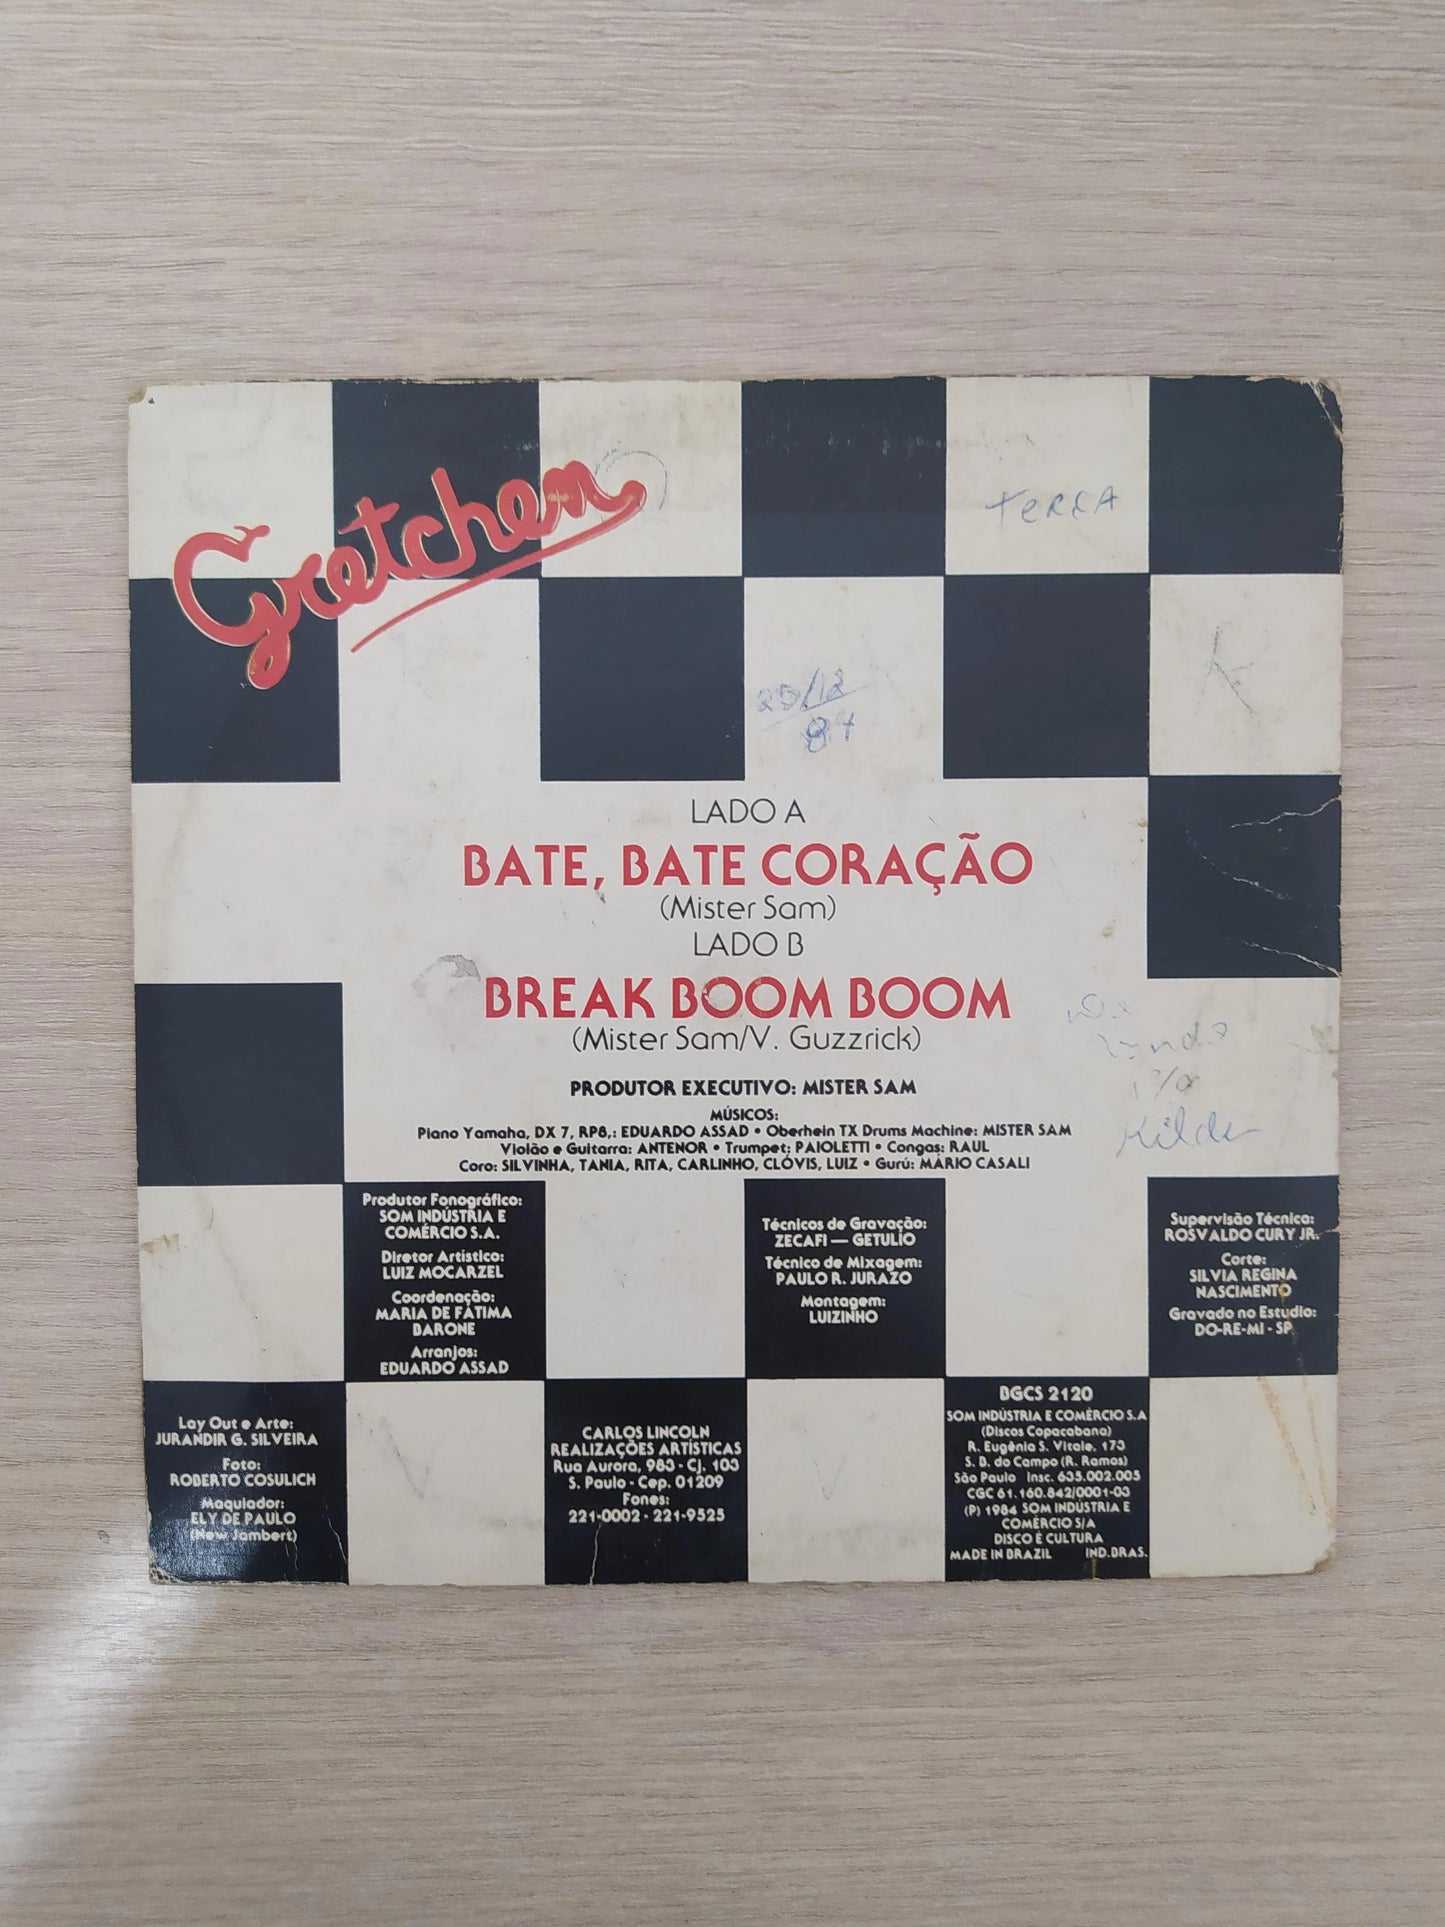 Gretchen
TERRA
K
25/12
84
LADO A
BATE, BATE CORAÇÃO
(Mister Sam)
LADO B
BREAK BOOM BOOM
(Mister Sam/V. Guzzrick)
PRODUTOR EXECUTIVO: MISTER SAM
MÚSICOS:
Piano Yamaha, DX 7, RP8,: EDUARDO ASSAD • Oberhein TX Drums Machine: MISTER SAM
Violão e Guitarra: ANTENOR • Trumpet: PAIOLETTI • Congas: RAUL
Coro: SILVINHA, TANIA, RITA, CARLINHO, CLÓVIS, LUIZ • Gurú: MÁRIO CASALI
p/a
Kilda
Produtor Fonográfico:
SOM INDÚSTRIA E
COMÉRCIO S.A.
Diretor Artístico:
LUIZ MOCARZEL
Coordenação:
MARIA DE FÁTIMA
BARONE
Arranjos:
EDUARDO ASSAD
Técnicos de Gravação:
ZECAFI — GETULIO
Técnico de Mixagem:
PAULO R. JURAZO
Montagem:
LUIZINHO
Supervisão Técnica:
ROSVALDO CURY JR.
Corte:
SILVIA REGINA
NASCIMENTO
Gravado no Estudio:
DO-RE-MI - SP
Lay Out e Arte:
JURANDIR G. SILVEIRA
Foto:
ROBERTO COSULICH
Maquiador:
ELY DE PAULO
(New Jambert)
CARLOS LINCOLN
REALIZAÇÕES ARTÍSTICAS
Rua Aurora, 983 - Cj. 103
S. Paulo - Cep. 01209
Fones:
221-0002 - 221-9525
BGCS 2120
SOM INDÚSTRIA E COMÉRCIO S.A
(Discos Copacabana)
R. Eugênia S. Vitale, 173
S. B. do Campo (R. Ramos)
São Paulo Insc. 635.002.005
CGC 61.160.842/0001-03
(P) 1984 SOM INDÚSTRIA E
COMÉRCIO S/A
DISCO É CULTURA
MADE IN BRAZIL IND.BRAS.